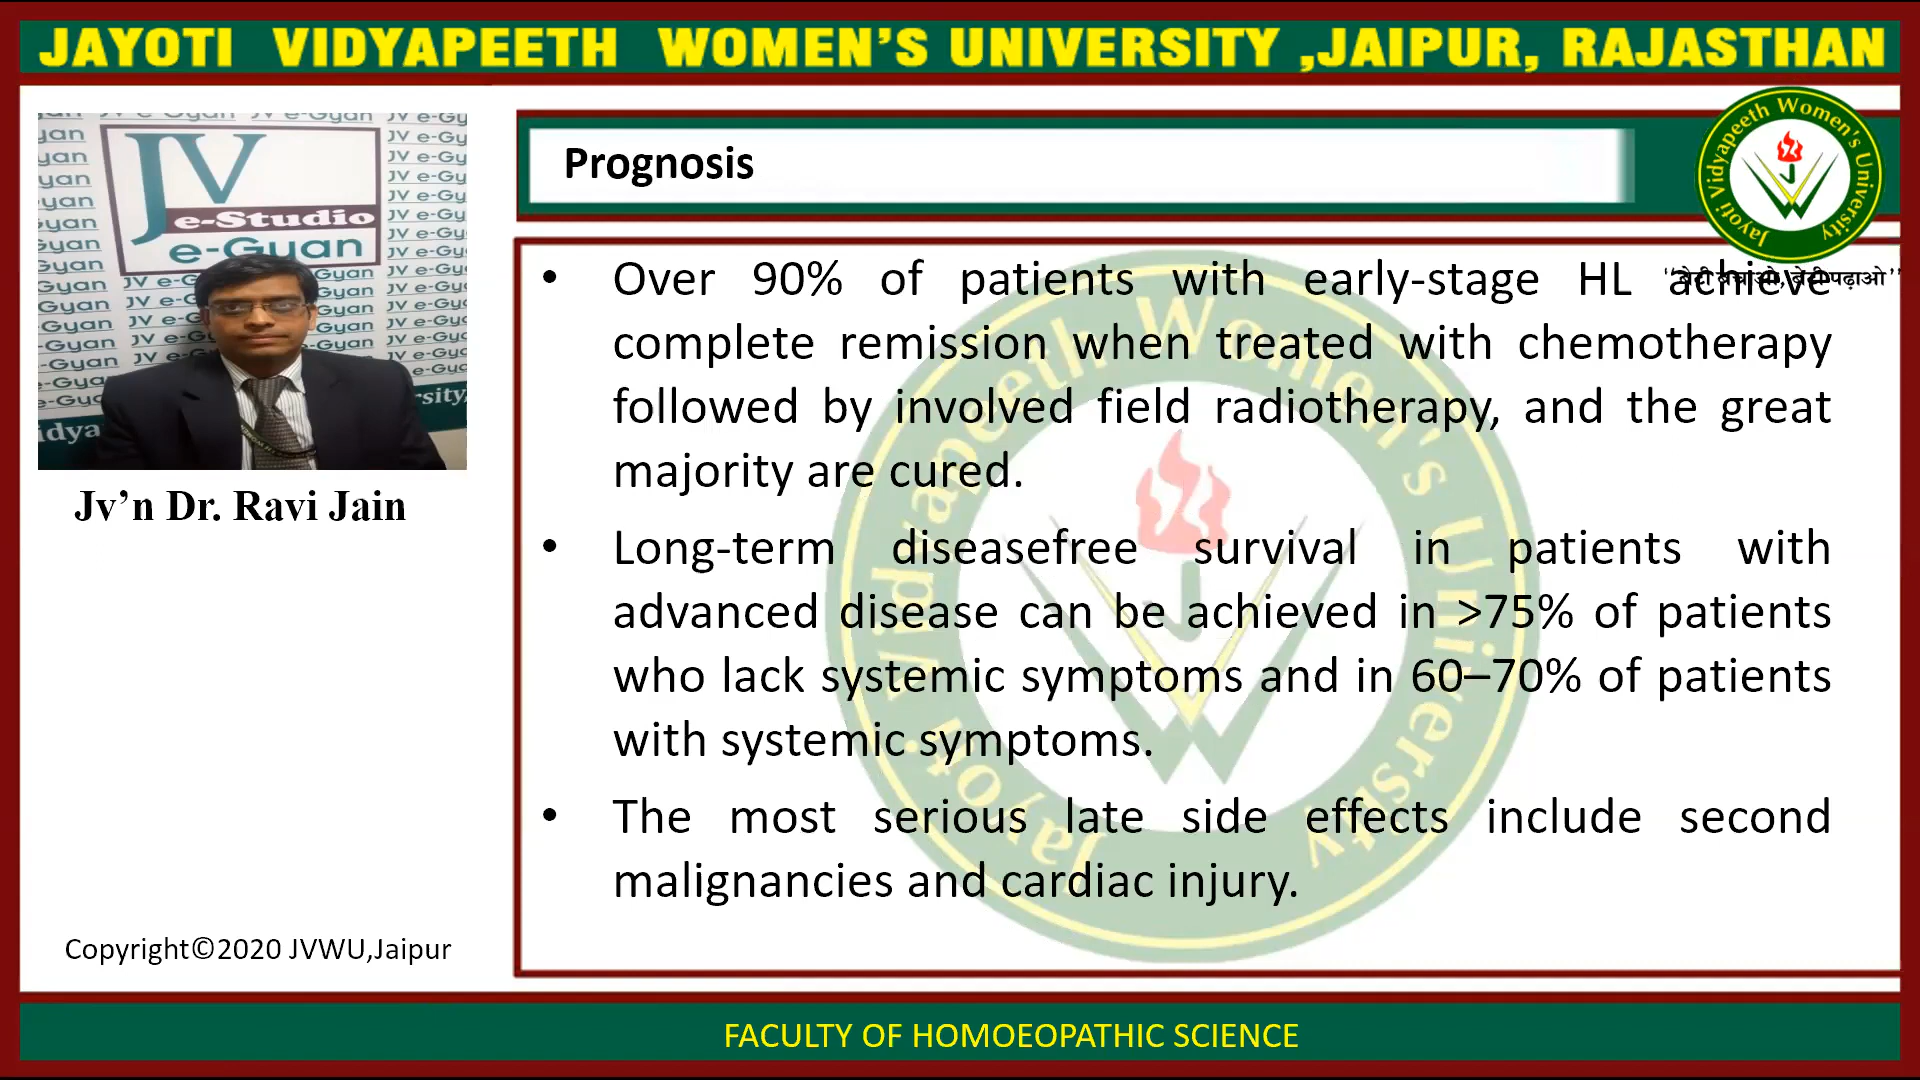 JAYOTI VIDYAPEETH WOMEN'S UNIVERSITY ,JAIPUR, RAJASTHAN
JV
e-Studio
e-Gyan
Jv'n Dr. Ravi Jain
Copyright©2020 JVWU,Jaipur
Prognosis
Jayoti Vidyapeeth Women's University
"बेटी बचाओ, बेटी पढ़ाओ"
• Over 90% of patients with early-stage HL achieve
complete remission when treated with chemotherapy
followed by involved field radiotherapy, and the great
majority are cured.
• Long-term diseasefree survival in patients with
advanced disease can be achieved in >75% of patients
who lack systemic symptoms and in 60–70% of patients
with systemic symptoms.
• The most serious late side effects include second
malignancies and cardiac injury.
FACULTY OF HOMOEOPATHIC SCIENCE